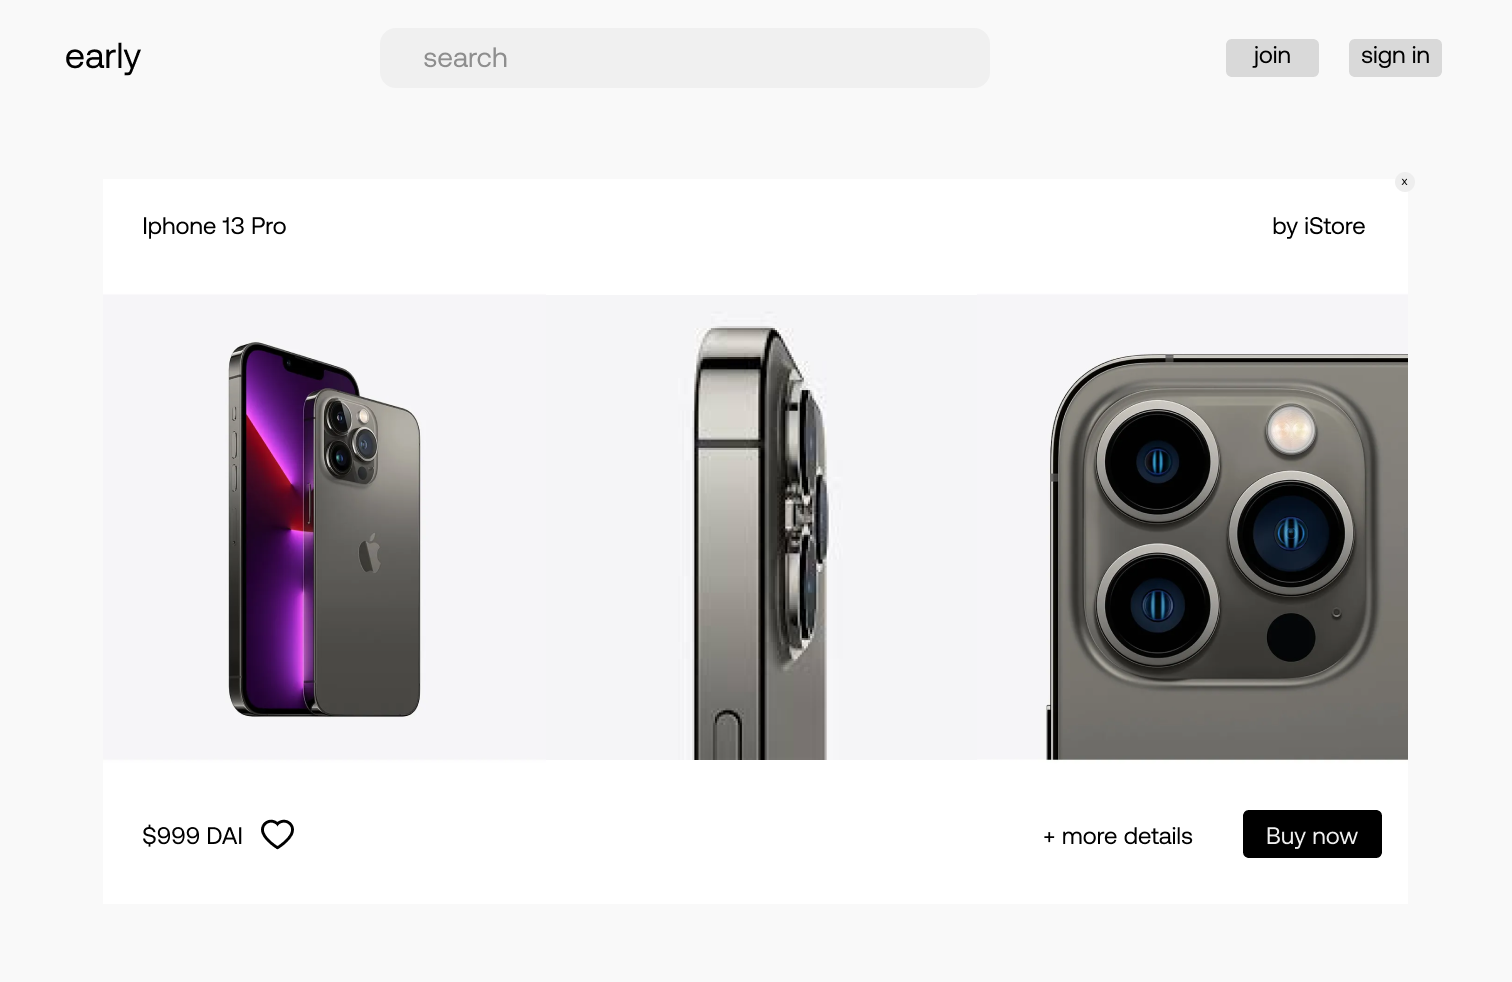 early
search
join
sign in
x
Iphone 13 Pro
by iStore
$999 DAI
+ more details
Buy now